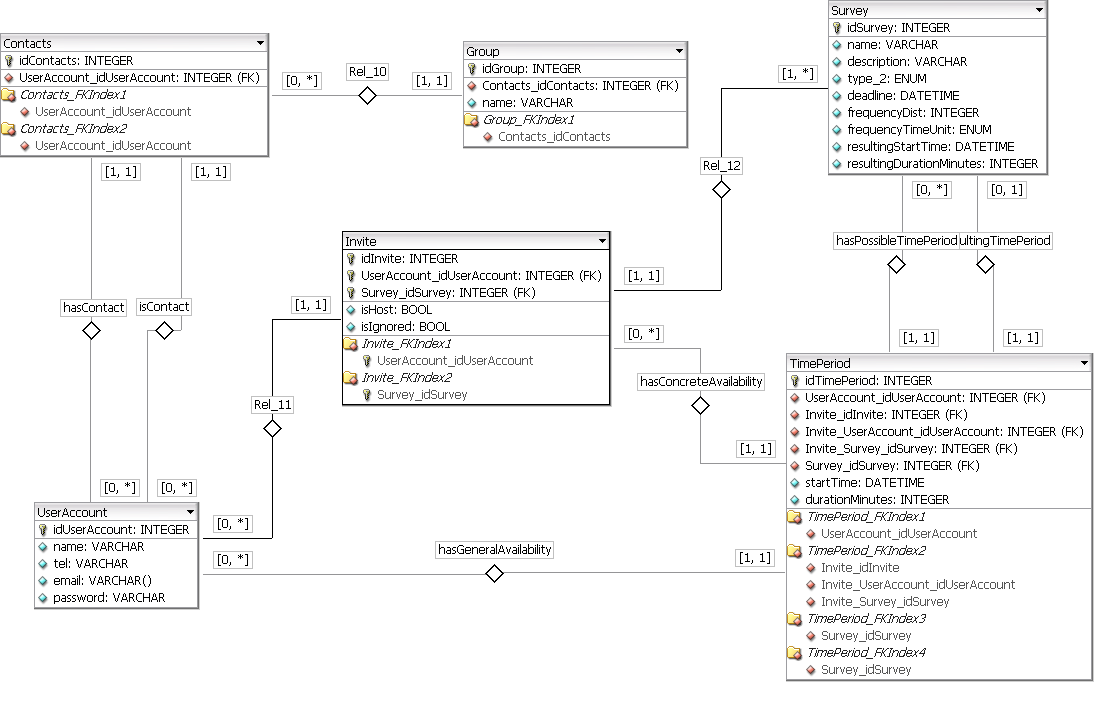 Contacts
idContacts: INTEGER
UserAccount_idUserAccount: INTEGER (FK)
Contacts_FKIndex1
UserAccount_idUserAccount
Contacts_FKIndex2
UserAccount_idUserAccount
[0, *]
Rel_10
[1, 1]
Group
idGroup: INTEGER
Contacts_idContacts: INTEGER (FK)
name: VARCHAR
Group_FKIndex1
Contacts_idContacts
Survey
idSurvey: INTEGER
name: VARCHAR
description: VARCHAR
type_2: ENUM
deadline: DATETIME
frequencyDist: INTEGER
frequencyTimeUnit: ENUM
resultingStartTime: DATETIME
resultingDurationMinutes: INTEGER
[1, *]
Rel_12
[1, 1]
[1, 1]
[1, 1]
hasContact
isContact
[0, *]
[0, *]
[0, *]
[0, 1]
hasPossibleTimePeriod
ultingTimePeriod
[1, 1]
[1, 1]
Invite
idInvite: INTEGER
UserAccount_idUserAccount: INTEGER (FK)
Survey_idSurvey: INTEGER (FK)
isHost: BOOL
isIgnored: BOOL
Invite_FKIndex1
UserAccount_idUserAccount
Invite_FKIndex2
Survey_idSurvey
[1, 1]
Rel_11
[0, *]
[0, *]
hasConcreteAvailability
[1, 1]
UserAccount
idUserAccount: INTEGER
name: VARCHAR
tel: VARCHAR
email: VARCHAR()
password: VARCHAR
[0, *]
hasGeneralAvailability
[1, 1]
TimePeriod
idTimePeriod: INTEGER
UserAccount_idUserAccount: INTEGER (FK)
Invite_idInvite: INTEGER (FK)
Invite_UserAccount_idUserAccount: INTEGER (FK)
Invite_Survey_idSurvey: INTEGER (FK)
Survey_idSurvey: INTEGER (FK)
startTime: DATETIME
durationMinutes: INTEGER
TimePeriod_FKIndex1
UserAccount_idUserAccount
TimePeriod_FKIndex2
Invite_idInvite
Invite_UserAccount_idUserAccount
Invite_Survey_idSurvey
TimePeriod_FKIndex3
Survey_idSurvey
TimePeriod_FKIndex4
Survey_idSurvey